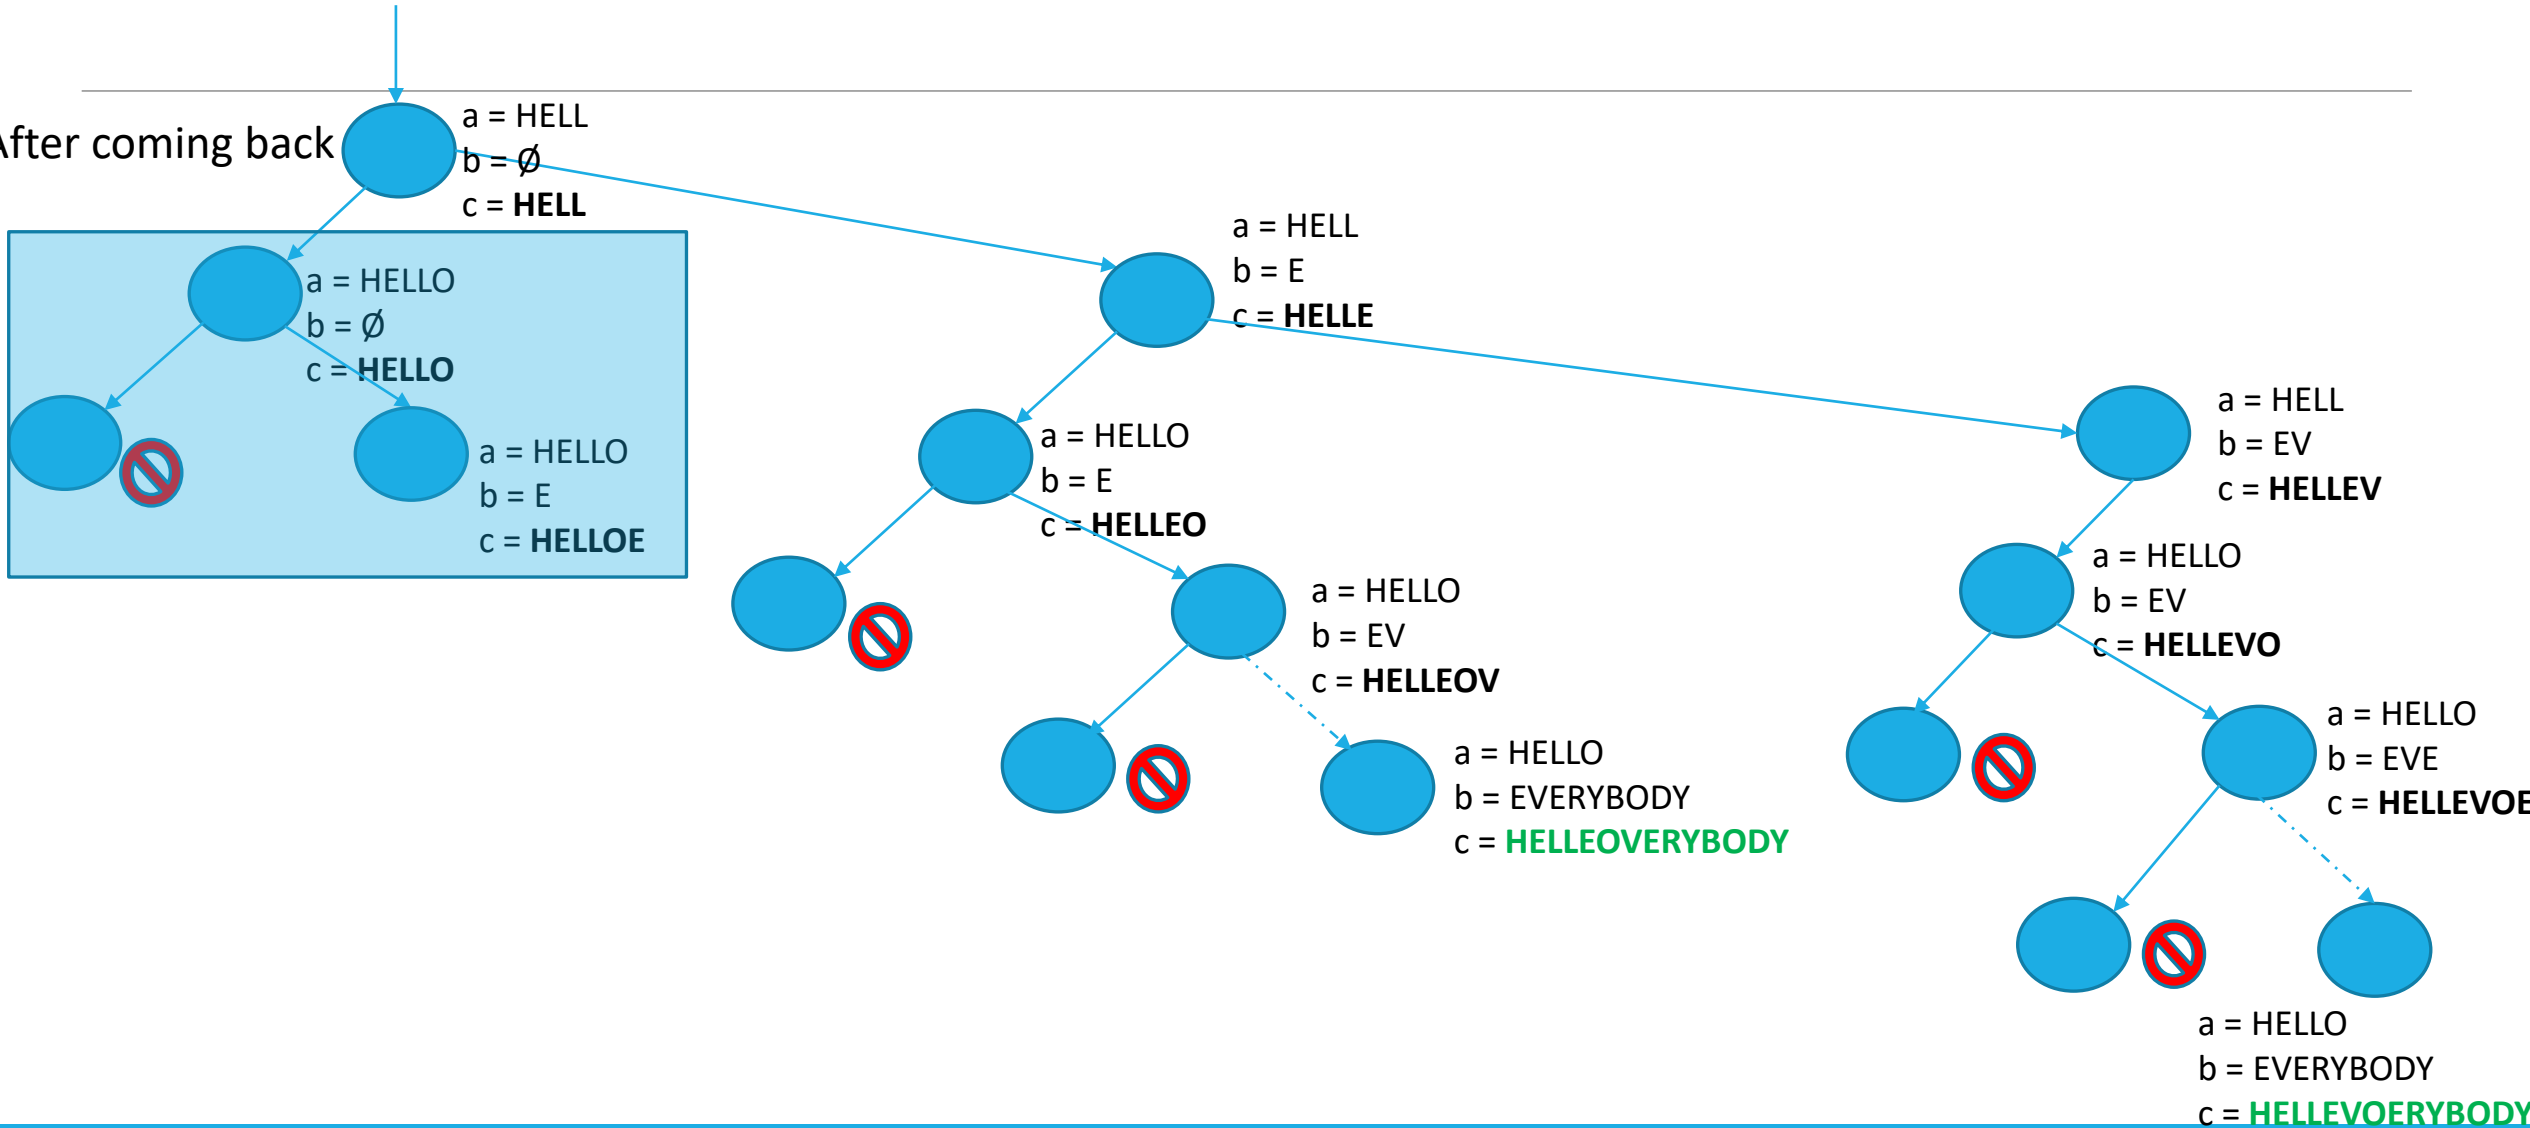 After coming back
a = HELL
b = Ø
c = HELL
a = HELLO
b = Ø
c = HELLO
a = HELLO
b = E
c = HELLOE
a = HELL
b = E
c = HELLE
a = HELLO
b = E
c = HELLEO
a = HELLO
b = EV
c = HELLEOV
a = HELLO
b = EVERYBODY
c = HELLEOVERYBODY
a = HELL
b = EV
c = HELLEV
a = HELLO
b = EV
c = HELLEVO
a = HELLO
b = EVE
c = HELLEVOE
a = HELLO
b = EVERYBODY
c = HELLEVOERYBODY